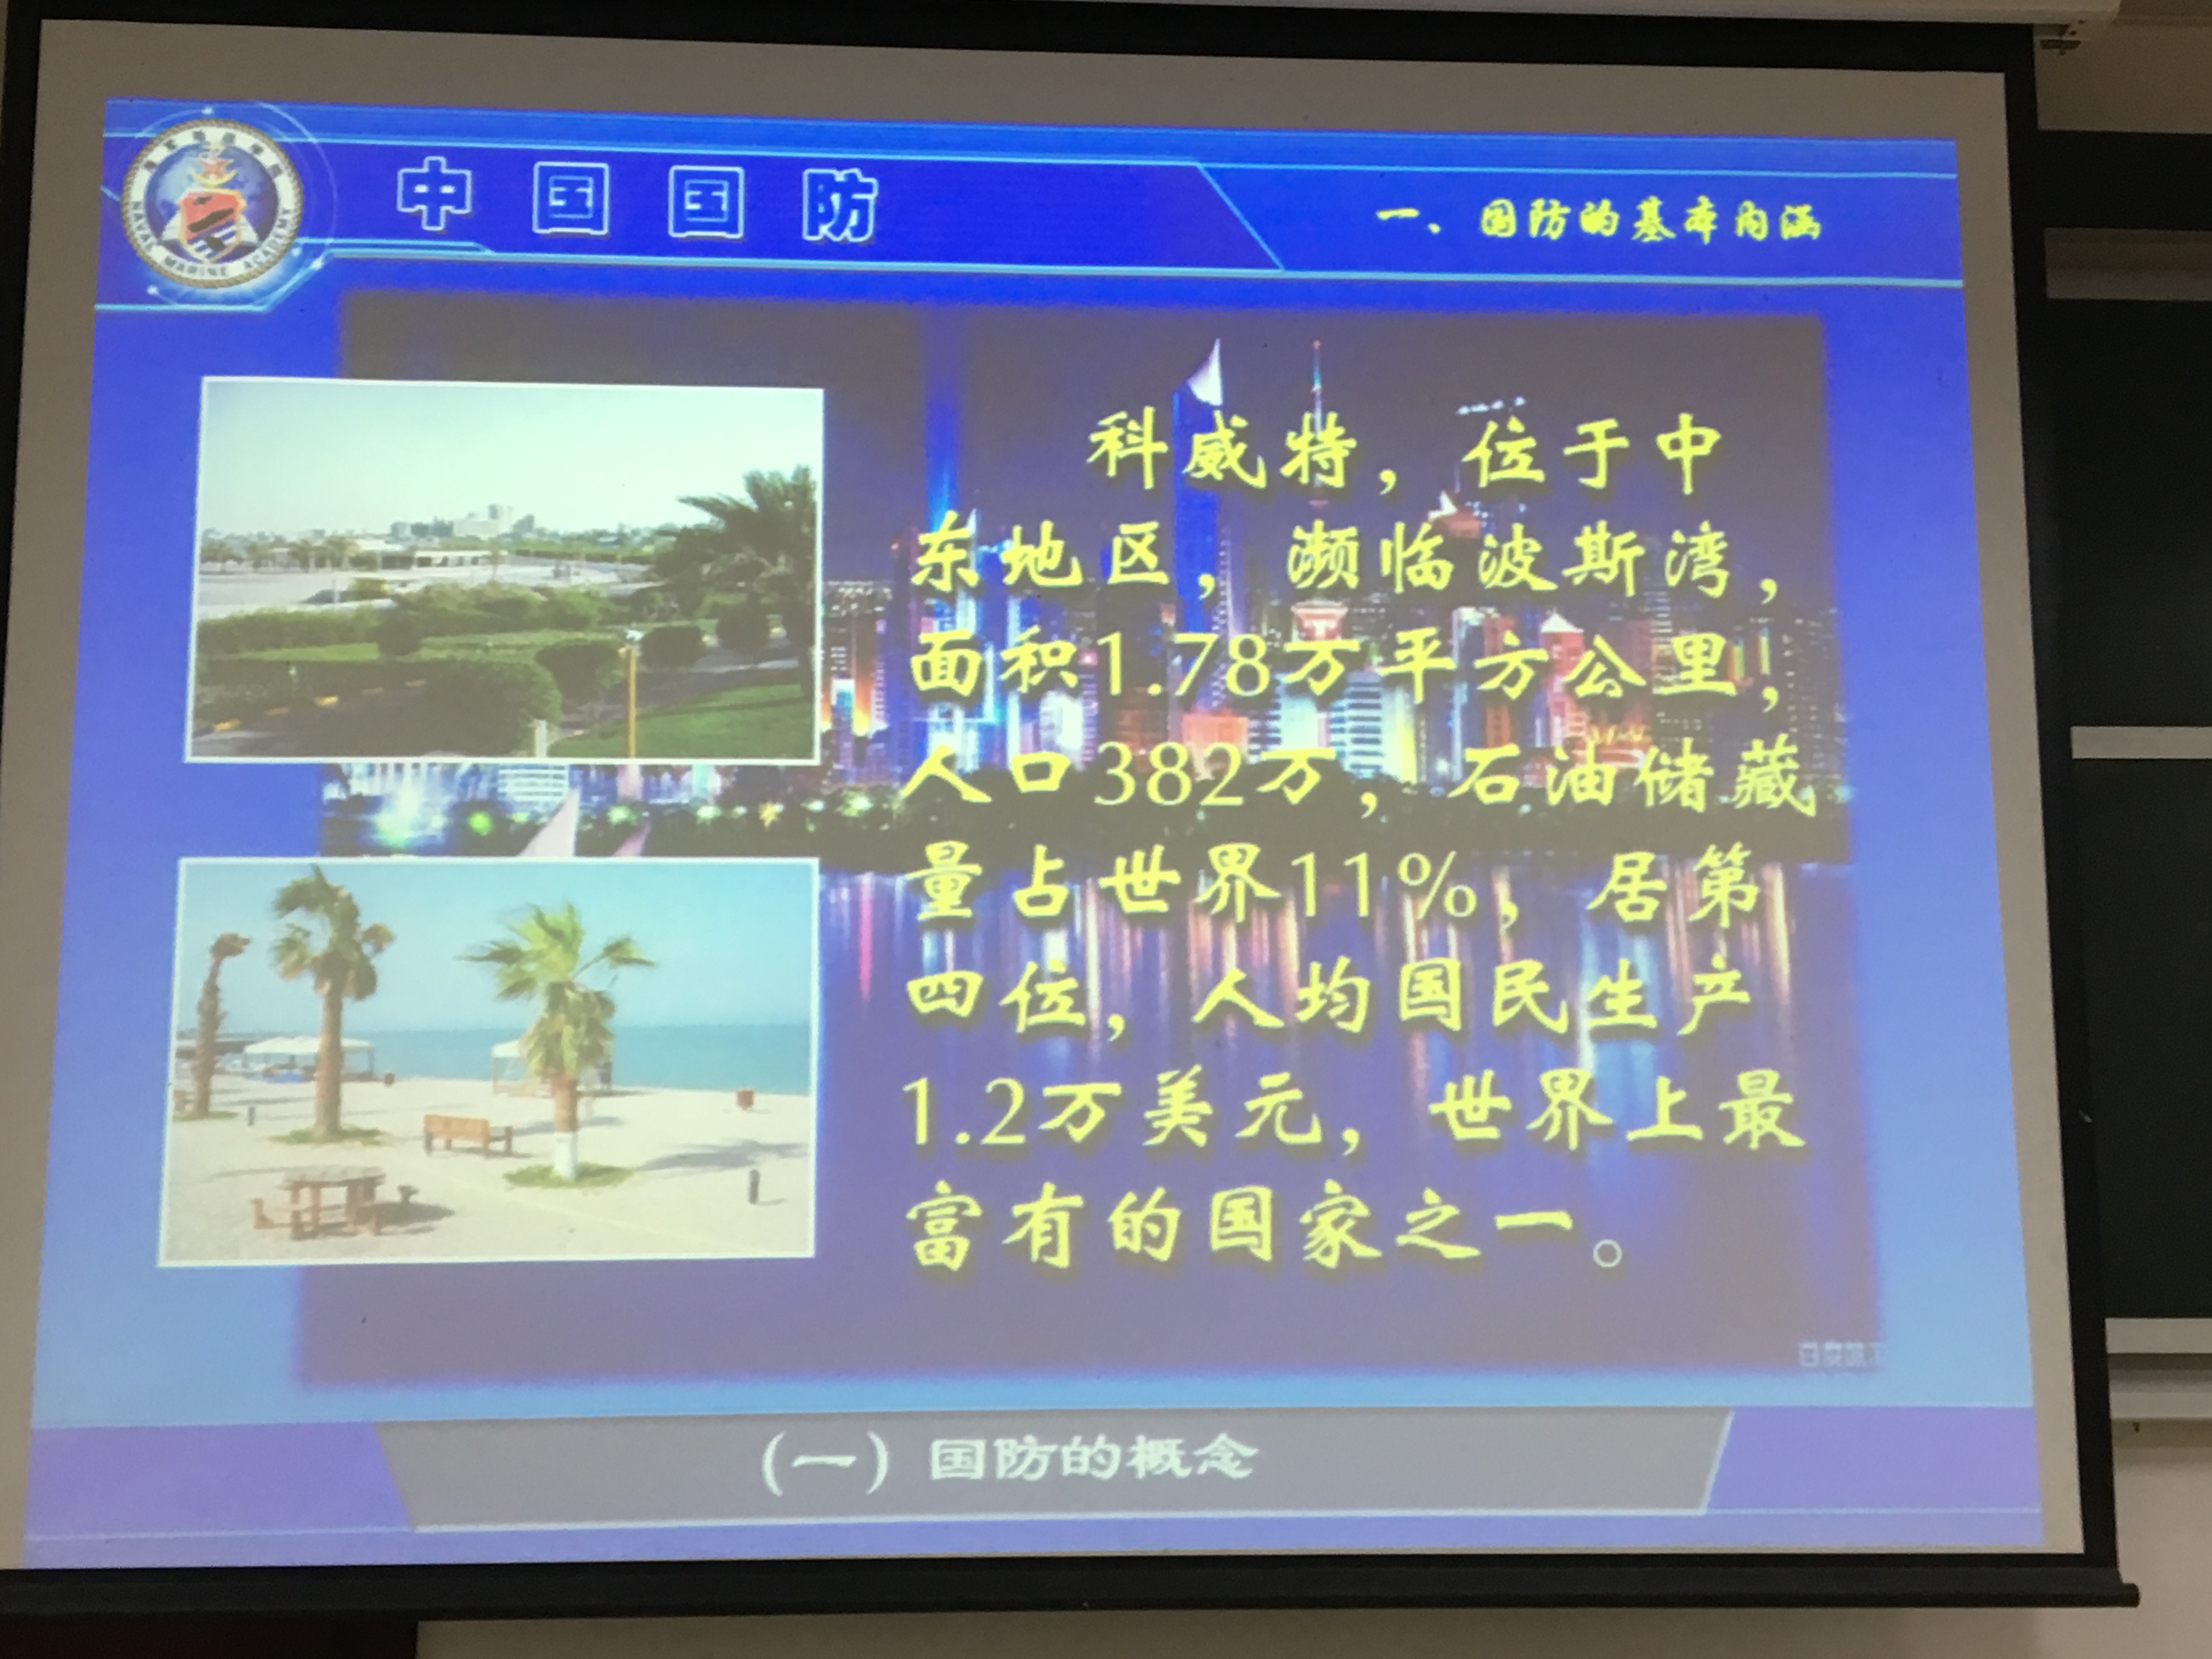 中国国防
一、国防的基本内涵
NAVAL MARINE ACADEMY
科威特，位于中
东地区，濒临波斯湾，
面积1.78万平方公里，
人口382万，石油储藏
量占世界11%，居第
四位，人均国民生产
1.2万美元，世界上最
富有的国家之一。
（一）国防的概念